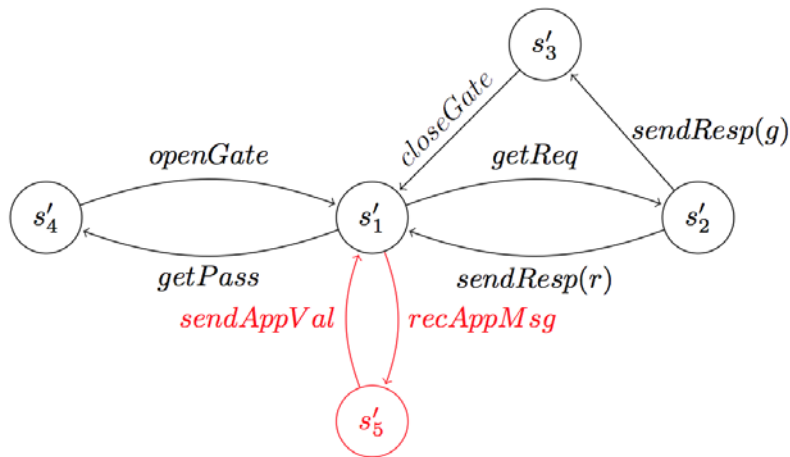 s′3
closeGate
sendResp(g)
openGate
getReq
s′4
s′1
s′2
getPass
sendResp(r)
sendAppVal
recAppMsg
s′5